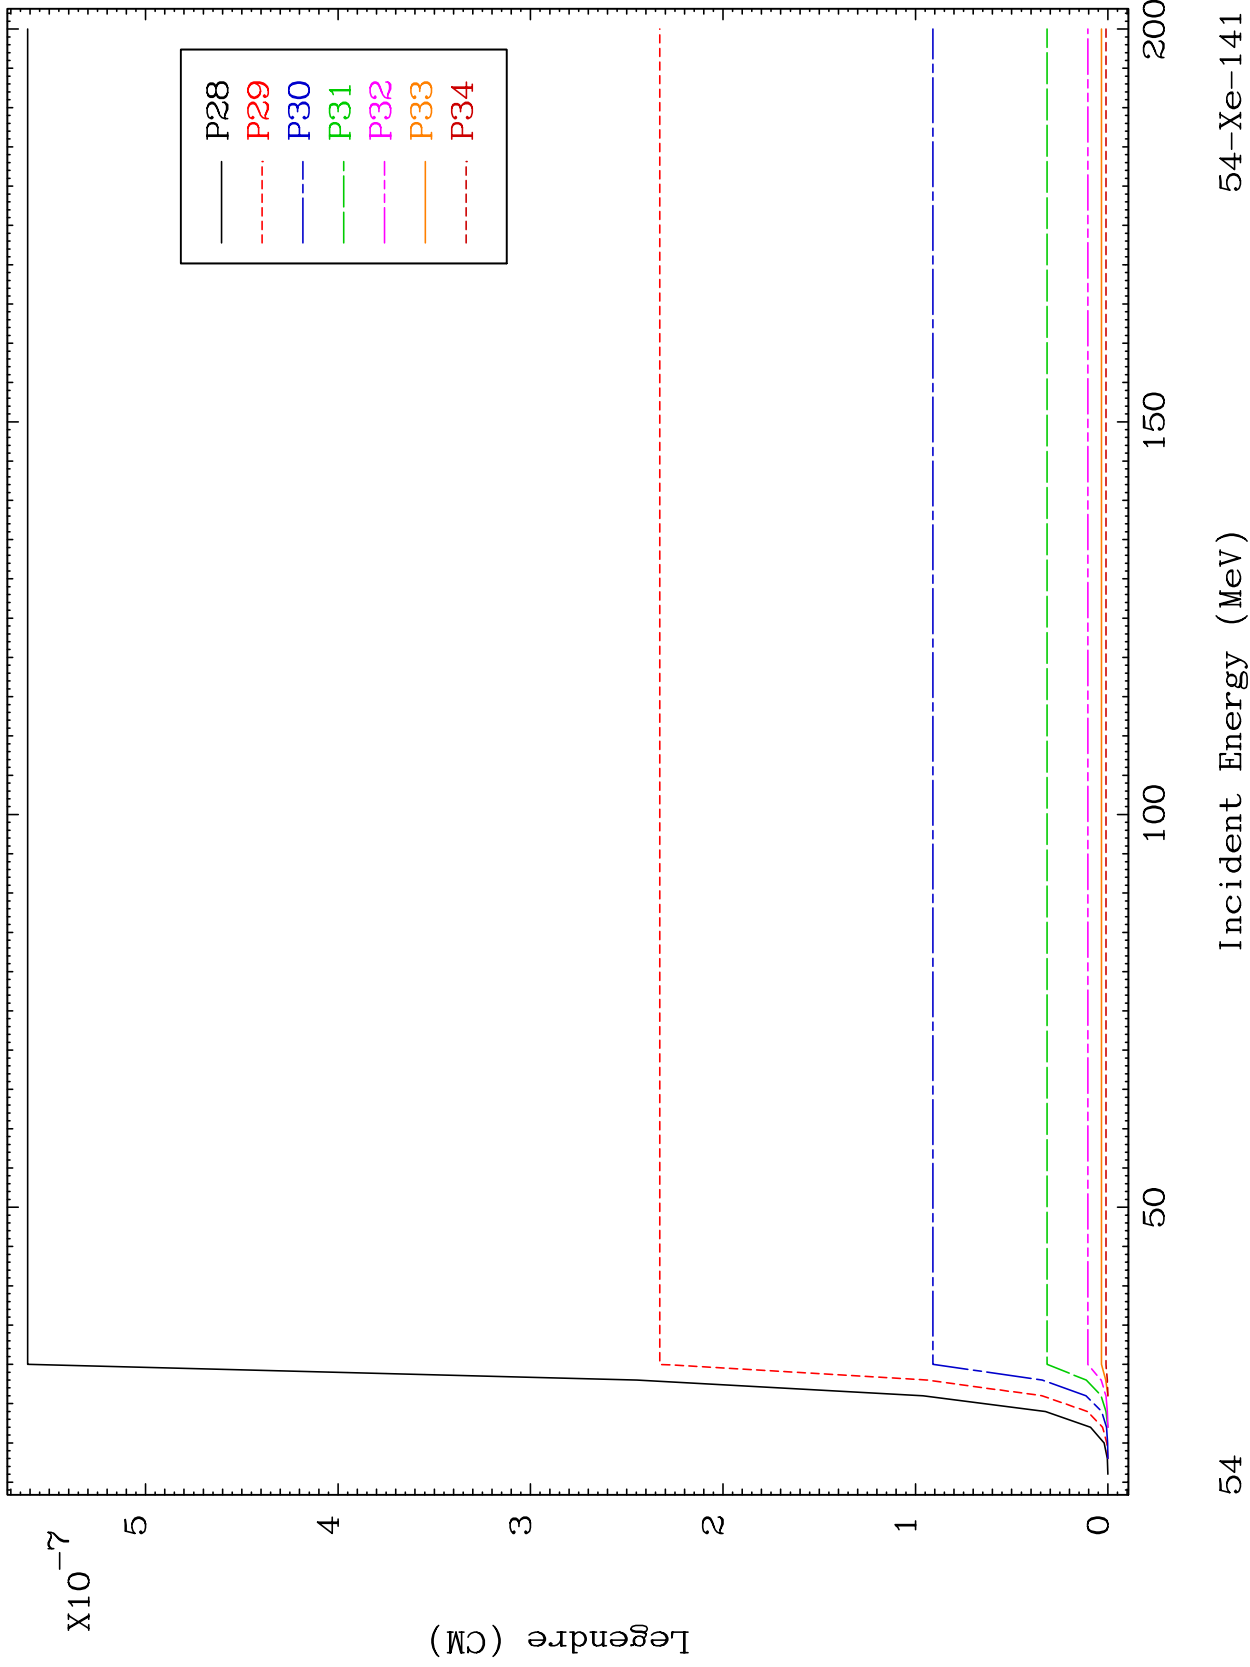 X10-7
5
4
3
2
1
0
Legendre (CM)
P28
P29
P30
P31
P32
P33
P34
50
100
150
200
54
Incident Energy (MeV)
54-Xe-141